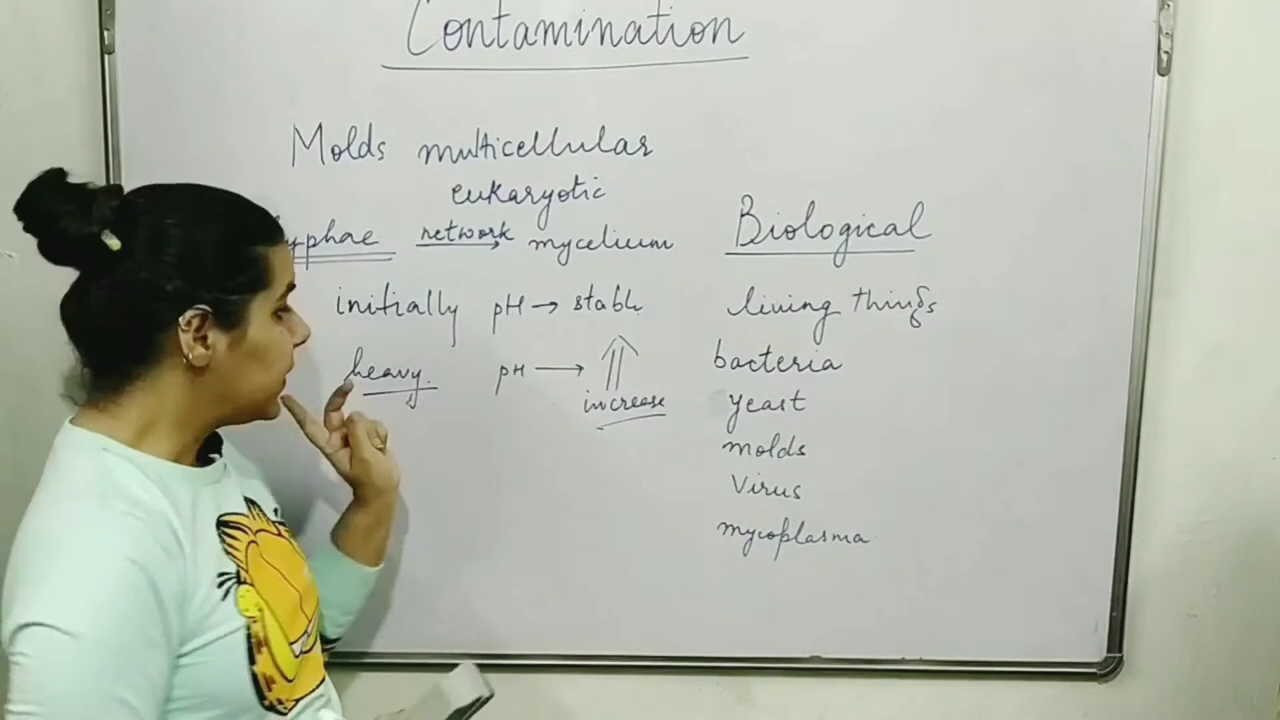 Contamination
Molds multicellular
eukaryotic
yphae network → mycelium
initially pH → stable
heavy. pH → increase
Biological
living things
bacteria
yeast
molds
Virus
mycoplasma